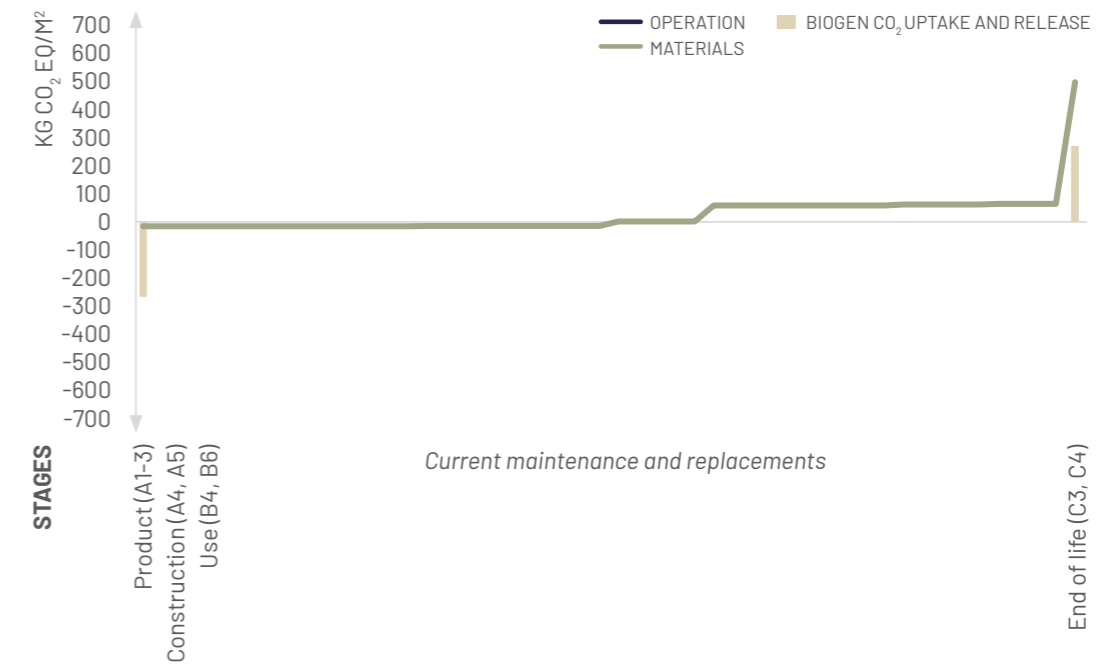 KG CO₂ EQ/M²
700
600
500
400
300
200
100
0
-100
-200
-300
-400
-500
-600
-700
OPERATION
MATERIALS
BIOGEN CO₂ UPTAKE AND RELEASE
STAGES
Product (A1-3)
Construction (A4, A5)
Use (B4, B6)
Current maintenance and replacements
End of life (C3, C4)